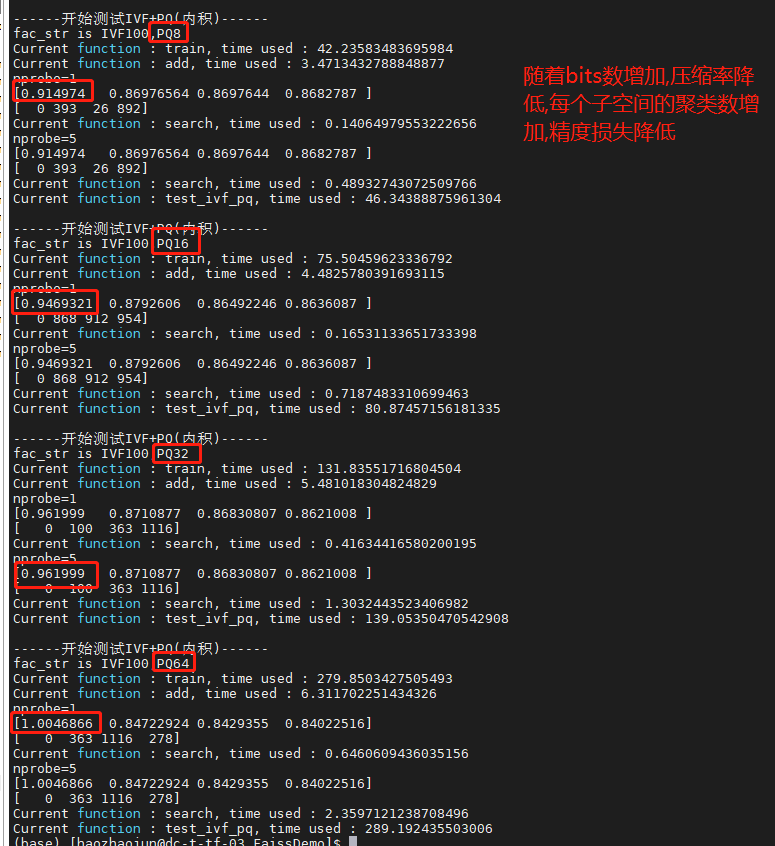 ------开始测试IVF+PQ(内积)------
fac_str is IVF100,PQ8
Current function : train, time used : 42.23583483695984
Current function : add, time used : 3.4713432788848877
nprobe=1
[0.914974   0.86976564 0.8697644  0.8682787 ]
[  0 393  26 892]
Current function : search, time used : 0.14064979553222656
nprobe=5
[0.914974   0.86976564 0.8697644  0.8682787 ]
[  0 393  26 892]
Current function : search, time used : 0.48932743072509766
Current function : test_ivf_pq, time used : 46.34388875961304
随着bits数增加,压缩率降
低,每个子空间的聚类数增
加,精度损失降低
------开始测试IVF+PQ(内积)------
fac_str is IVF100,PQ16
Current function : train, time used : 75.50459623336792
Current function : add, time used : 4.4825780391693115
nprobe=1
[0.9469321  0.8792606  0.86492246 0.8636087 ]
[  0 868 912 954]
Current function : search, time used : 0.16531133651733398
nprobe=5
[0.9469321  0.8792606  0.86492246 0.8636087 ]
[  0 868 912 954]
Current function : search, time used : 0.7187483310699463
Current function : test_ivf_pq, time used : 80.87457156181335
------开始测试IVF+PQ(内积)------
fac_str is IVF100,PQ32
Current function : train, time used : 131.83551716804504
Current function : add, time used : 5.481018304824829
nprobe=1
[0.961999   0.8710877  0.86830807 0.8621008 ]
[   0  100  363 1116]
Current function : search, time used : 0.41634416580200195
nprobe=5
[0.961999   0.8710877  0.86830807 0.8621008 ]
[   0  100  363 1116]
Current function : search, time used : 1.3032443523406982
Current function : test_ivf_pq, time used : 139.05350470542908
------开始测试IVF+PQ(内积)------
fac_str is IVF100,PQ64
Current function : train, time used : 279.8503427505493
Current function : add, time used : 6.311702251434326
nprobe=1
[1.0046866  0.84722924 0.8429355  0.84022516]
[   0  363 1116  278]
Current function : search, time used : 0.6460609436035156
nprobe=5
[1.0046866  0.84722924 0.8429355  0.84022516]
[   0  363 1116  278]
Current function : search, time used : 2.3597121238708496
Current function : test_ivf_pq, time used : 289.192435503006
(base) [haozhaojun@dc-t-tf-03 FaissDemo]$